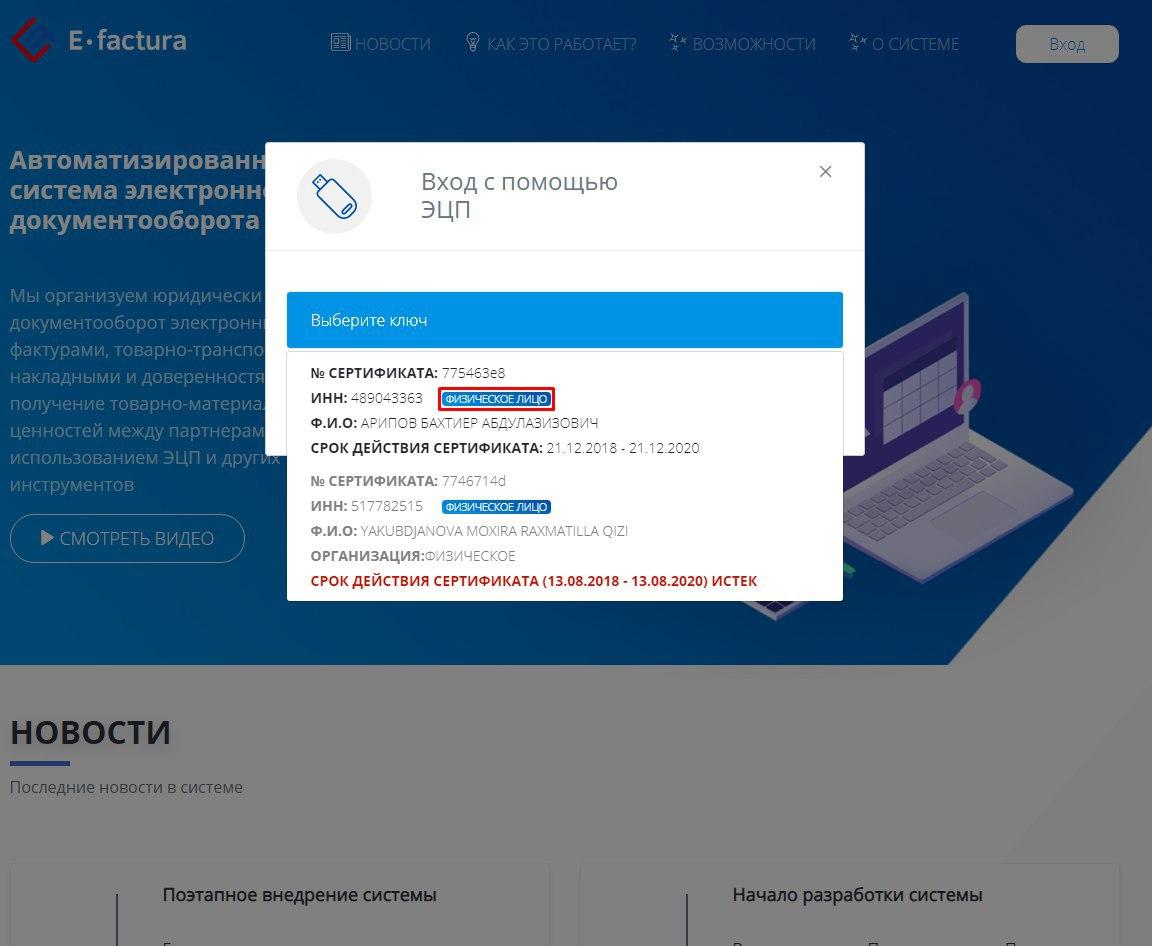 E·factura
НОВОСТИ
КАК ЭТО РАБОТАЕТ?
ВОЗМОЖНОСТИ
О СИСТЕМЕ
Вход
Автоматизированн
система электронно
документооборота
Мы организуем юридически
документооборот электронн
фактурами, товарно-транспо
накладными и доверенностя
получение товарно-материа
ценностей между партнерам
использованием ЭЦП и других
инструментов
СМОТРЕТЬ ВИДЕО
Вход с помощью
ЭЦП
×
Выберите ключ
№ СЕРТИФИКАТА: 775463e8
ИНН: 489043363 ФИЗИЧЕСКОЕ ЛИЦО
Ф.И.О: АРИПОВ БАХТИЕР АБДУЛАЗИЗОВИЧ
СРОК ДЕЙСТВИЯ СЕРТИФИКАТА: 21.12.2018 - 21.12.2020
№ СЕРТИФИКАТА: 7746714d
ИНН: 517782515 ФИЗИЧЕСКОЕ ЛИЦО
Ф.И.О: YAKUBDJANOVA MOXIRA RAXMATILLA QIZI
ОРГАНИЗАЦИЯ:ФИЗИЧЕСКОЕ
СРОК ДЕЙСТВИЯ СЕРТИФИКАТА (13.08.2018 - 13.08.2020) ИСТЕК
НОВОСТИ
Последние новости в системе
Поэтапное внедрение системы
Начало разработки системы